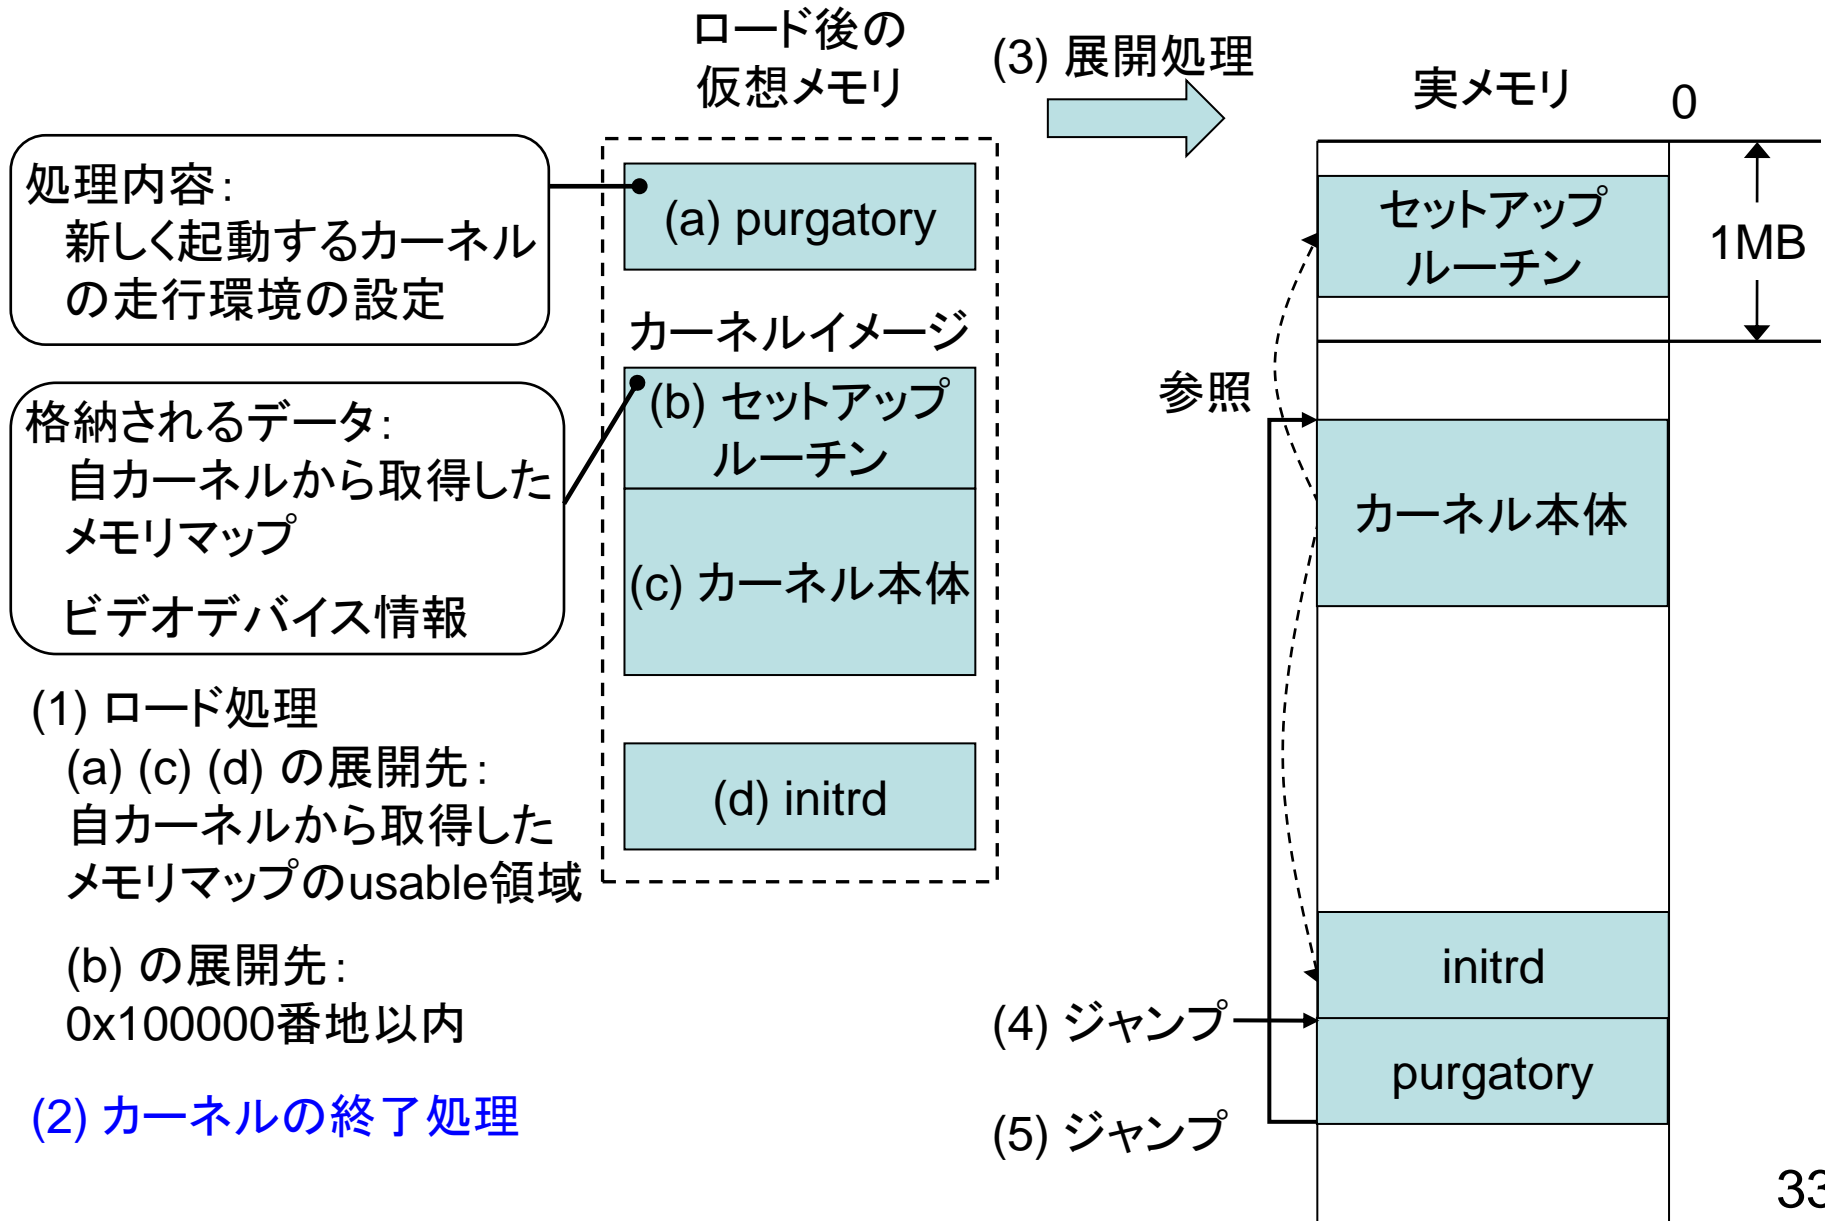 ロード後の
仮想メモリ
(3) 展開処理
実メモリ
0
処理内容:
新しく起動するカーネル
の走行環境の設定
(a) purgatory
セットアップ
ルーチン
1MB
カーネルイメージ
格納されるデータ:
自カーネルから取得した
メモリマップ
ビデオデバイス情報
(b) セットアップ
ルーチン
(c) カーネル本体
参照
カーネル本体
(1) ロード処理
(a) (c) (d) の展開先:
自カーネルから取得した
メモリマップのusable領域
(b) の展開先:
0x100000番地以内
(2) カーネルの終了処理
(d) initrd
initrd
(4) ジャンプ
purgatory
(5) ジャンプ
33